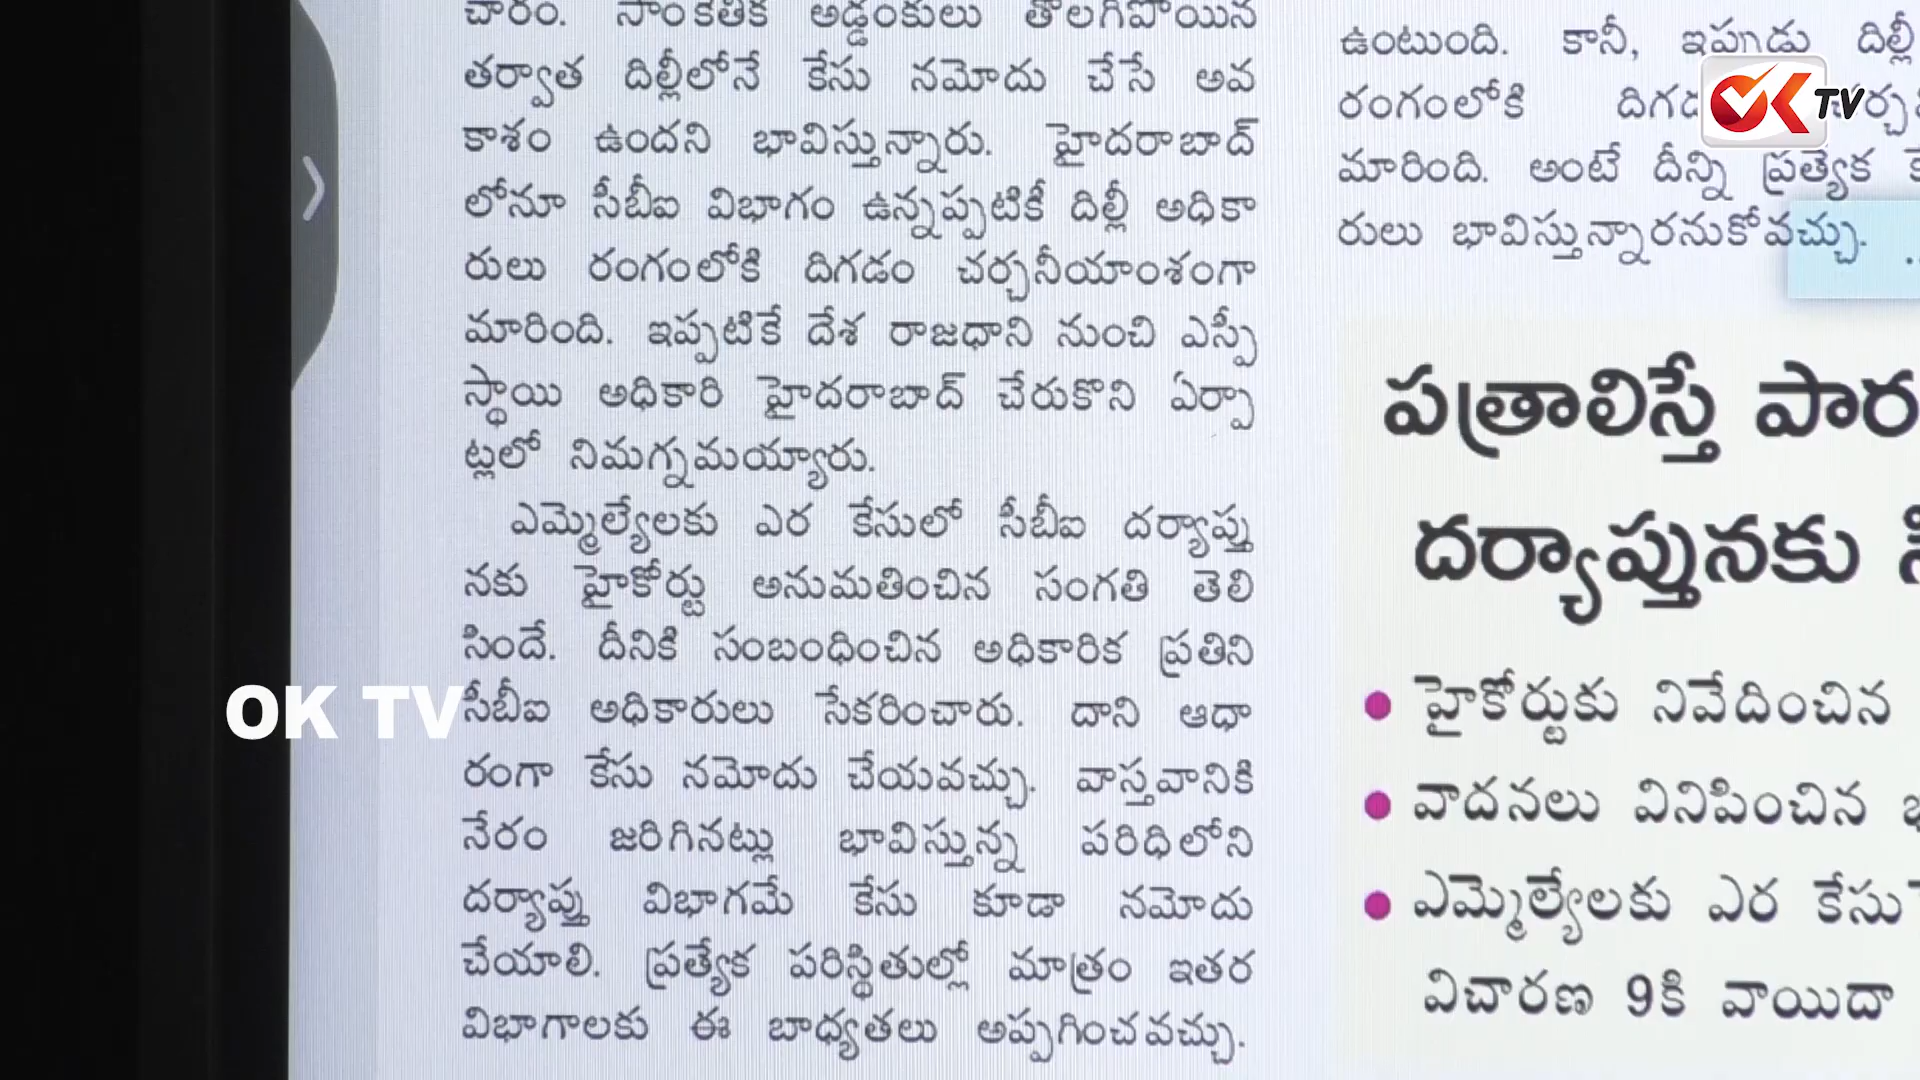 చారం. సాంకేతిక అడ్డంకులు తొలగిపోయిన
తర్వాత దిల్లీలోనే కేసు నమోదు చేసే అవ
కాశం ఉందని భావిస్తున్నారు. హైదరాబాద్
లోనూ సీబీఐ విభాగం ఉన్నప్పటికీ దిల్లీ అధికా
రులు రంగంలోకి దిగడం చర్చనీయాంశంగా
మారింది. ఇప్పటికే దేశ రాజధాని నుంచి ఎస్పీ
స్థాయి అధికారి హైదరాబాద్ చేరుకొని ఏర్పా
ట్లలో నిమగ్నమయ్యారు.
ఎమ్మెల్యేలకు ఎర కేసులో సీబీఐ దర్యాప్తు
నకు హైకోర్టు అనుమతించిన సంగతి తెలి
సిందే. దీనికి సంబంధించిన అధికారిక ప్రతిని
సీబీఐ అధికారులు సేకరించారు. దాని ఆధా
రంగా కేసు నమోదు చేయవచ్చు. వాస్తవానికి
నేరం జరిగినట్లు భావిస్తున్న పరిధిలోని
దర్యాప్తు విభాగమే కేసు కూడా నమోదు
చేయాలి. ప్రత్యేక పరిస్థితుల్లో మాత్రం ఇతర
విభాగాలకు ఈ బాధ్యతలు అప్పగించవచ్చు.
ఉంటుంది. కానీ, ఇపుడు దిల్లీ
రంగంలోకి
మారింది. అంటే దీన్ని ప్రత్యేక
రులు భావిస్తున్నారనుకోవచ్చు.
పత్రాలిస్తే పార
దర్యాప్తునకు
హైకోర్టుకు నివేదించిన
వాదనలు వినిపించిన
ఎమ్మెల్యేలకు ఎర కేసు
విచారణ 9కి వాయిదా
OK TV
OK TV